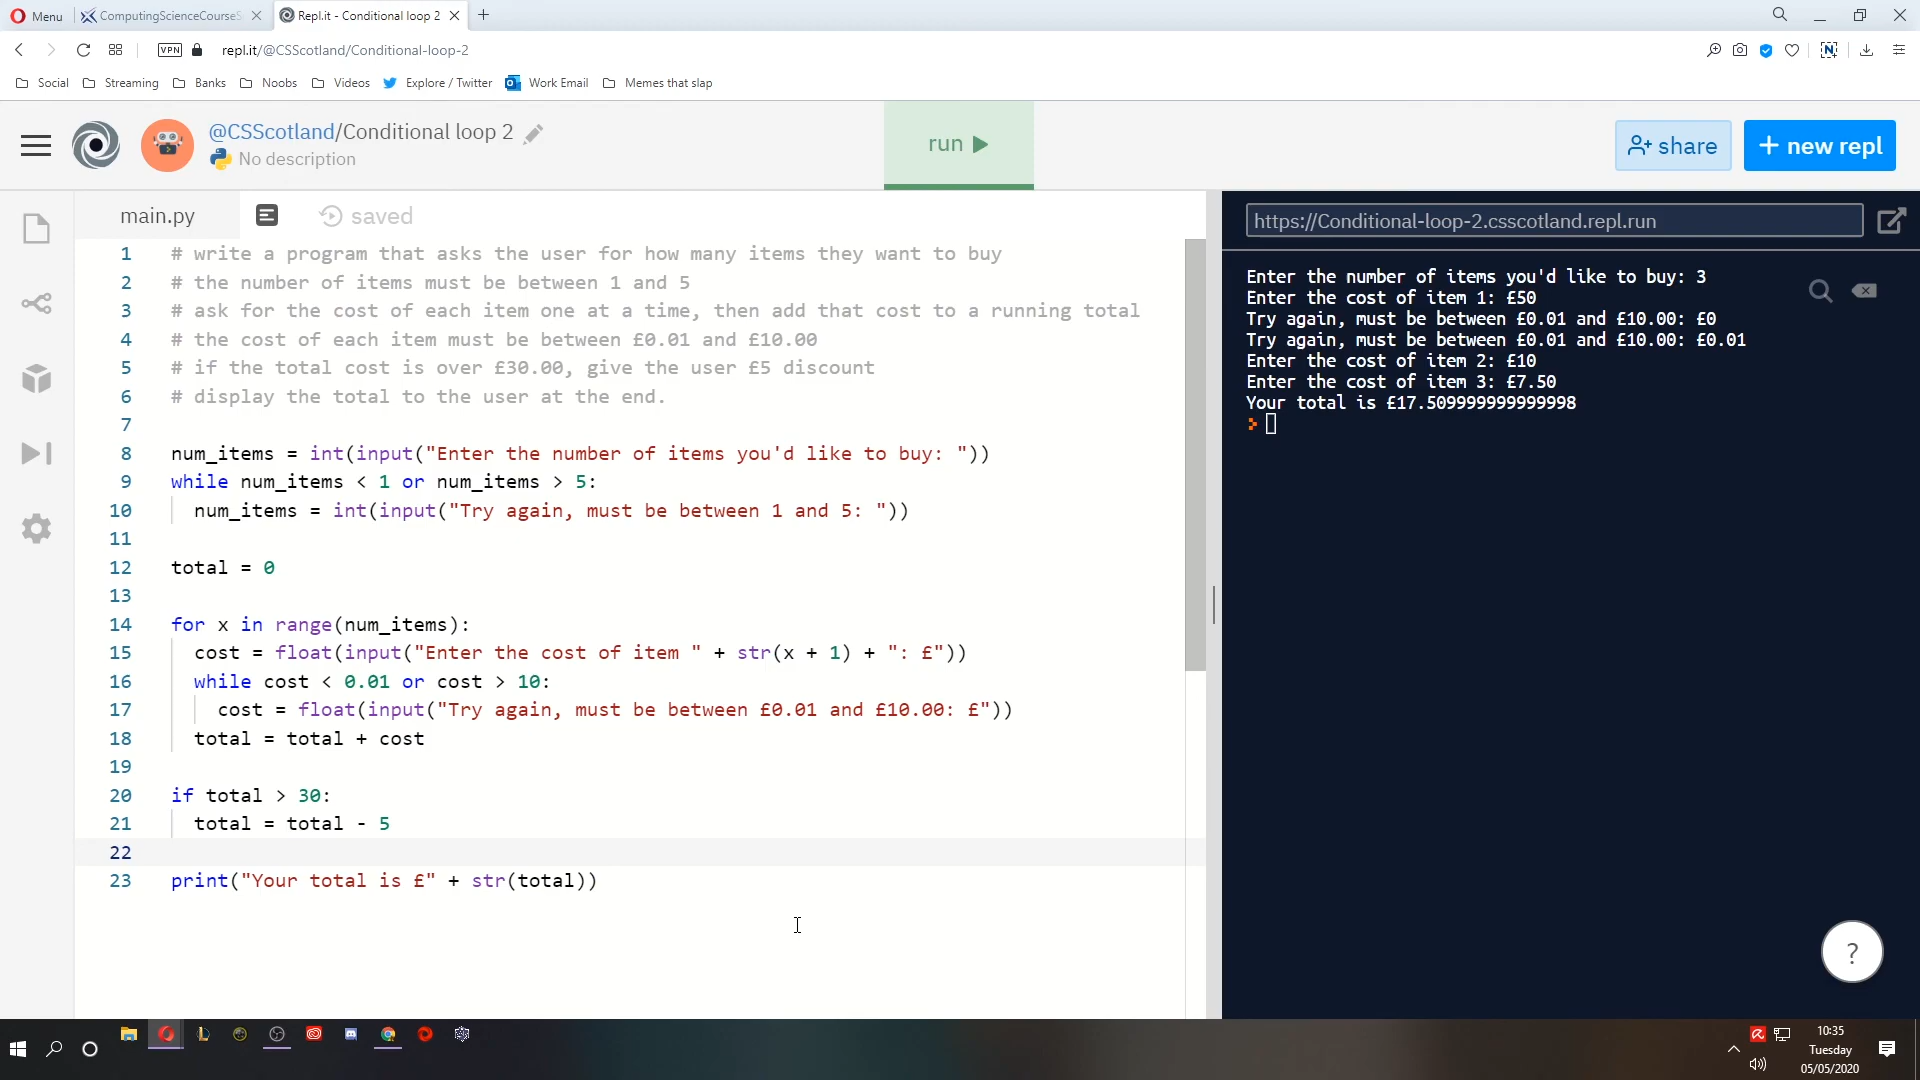 Menu
ComputingScienceCourseS
Repl.it - Conditional loop 2
VPN
repl.it/@CSScotland/Conditional-loop-2
Social
Streaming
Banks
Noobs
Videos
Explore / Twitter
Work Email
Memes that slap
@CSScotland/Conditional loop 2
No description
run
share
+ new repl
main.py
saved
https://Conditional-loop-2.csscotland.repl.run
1 # write a program that asks the user for how many items they want to buy
2 # the number of items must be between 1 and 5
3 # ask for the cost of each item one at a time, then add that cost to a running total
4 # the cost of each item must be between £0.01 and £10.00
5 # if the total cost is over £30.00, give the user £5 discount
6 # display the total to the user at the end.
7
8 num_items = int(input("Enter the number of items you'd like to buy: "))
9 while num_items < 1 or num_items > 5:
10 num_items = int(input("Try again, must be between 1 and 5: "))
11
12 total = 0
13
14 for x in range(num_items):
15 cost = float(input("Enter the cost of item " + str(x + 1) + ": £"))
16 while cost < 0.01 or cost > 10:
17 cost = float(input("Try again, must be between £0.01 and £10.00: £"))
18 total = total + cost
19
20 if total > 30:
21 total = total - 5
22
23 print("Your total is £" + str(total))
Enter the number of items you'd like to buy: 3
Enter the cost of item 1: £50
Try again, must be between £0.01 and £10.00: £0
Try again, must be between £0.01 and £10.00: £0.01
Enter the cost of item 2: £10
Enter the cost of item 3: £7.50
Your total is £17.509999999999998
?
10:35
Tuesday
05/05/2020